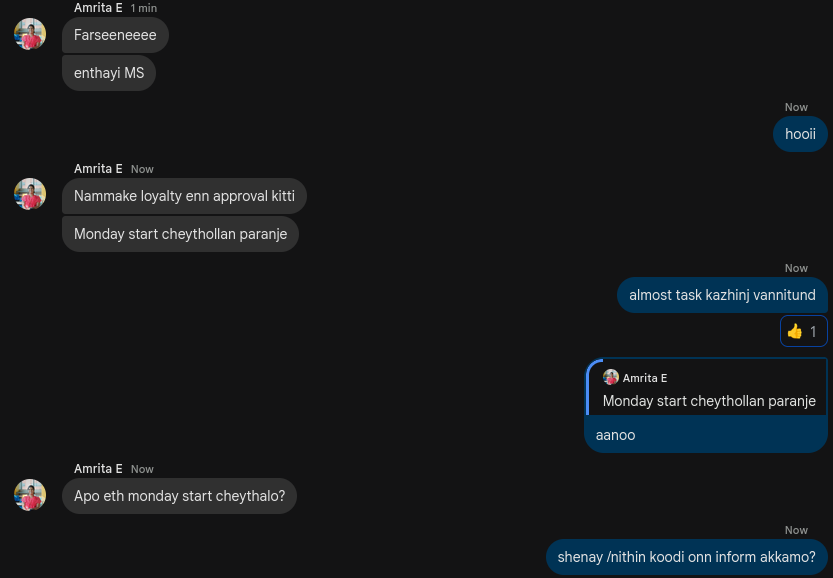 Amrita E 1 min
Farseeneeee
enthayi MS
Now
hooii
Amrita E Now
Nammake loyalty enn approval kitti
Monday start cheythollan paranje
Now
almost task kazhinj vannitund
👍 1
Amrita E
Monday start cheythollan paranje
aanoo
Amrita E Now
Apo eth monday start cheythalo?
Now
shenay /nithin koodi onn inform akkamo?